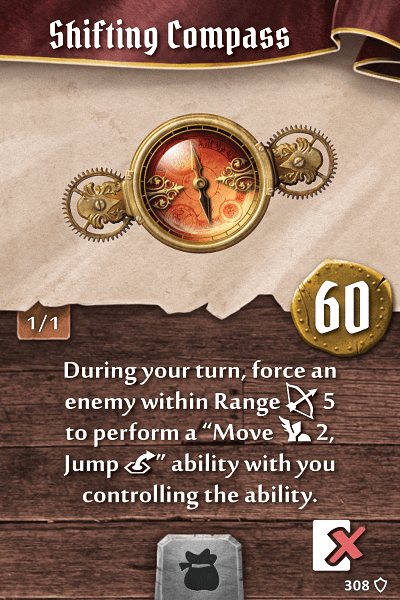 Shifting Compass
1/1
60
During your turn, force an
enemy within Range 5
to perform a “Move 2,
Jump ” ability with you
controlling the ability.
308